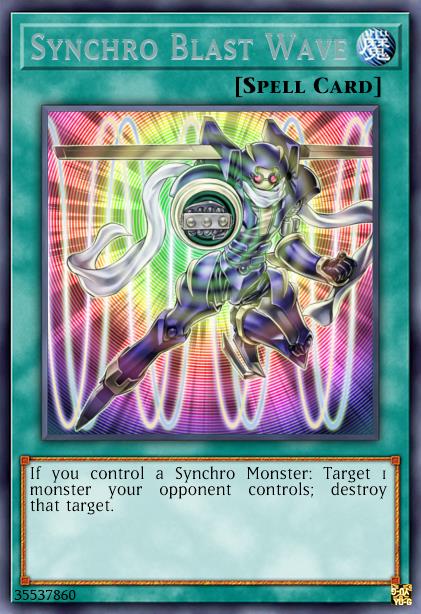 Synchro Blast Wave 魔
[Spell Card]
If you control a Synchro Monster: Target 1
monster your opponent controls; destroy
that target.
35537860